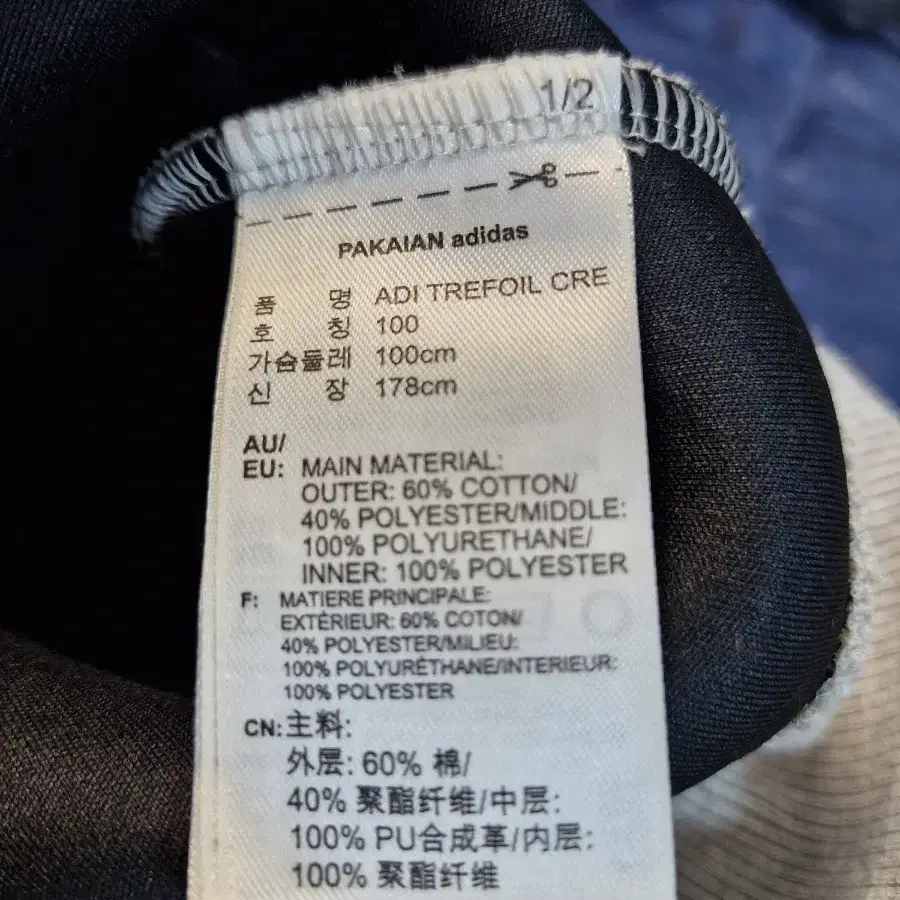 1/2
PAKAIAN adidas
품 명 ADI TREFOIL CRE
호 칭 100
가슴둘레 100cm
신 장 178cm
AU/
EU: MAIN MATERIAL:
OUTER: 60% COTTON/
40% POLYESTER/MIDDLE:
100% POLYURETHANE/
INNER: 100% POLYESTER
F: MATIERE PRINCIPALE:
EXTÉRIEUR: 60% COTON/
40% POLYESTER/MILIEU:
100% POLYURÉTHANE/INTERIEUR:
100% POLYESTER
CN: 主料:
外层: 60% 棉/
40% 聚酯纤维/中层:
100% PU合成革/内层:
100% 聚酯纤维